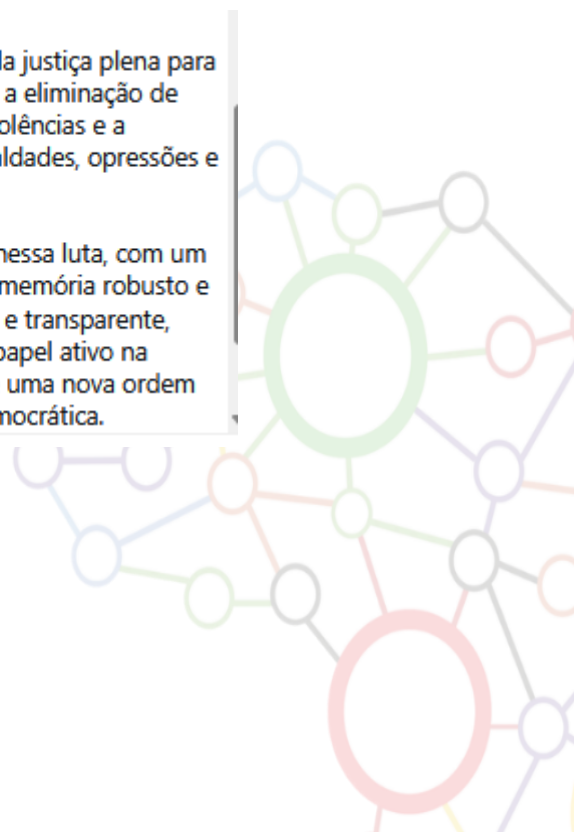 la justiça plena para
a eliminação de
olências e a
aldades, opressões e
nessa luta, com um
memória robusto e
e transparente,
papel ativo na
uma nova ordem
mocrática.